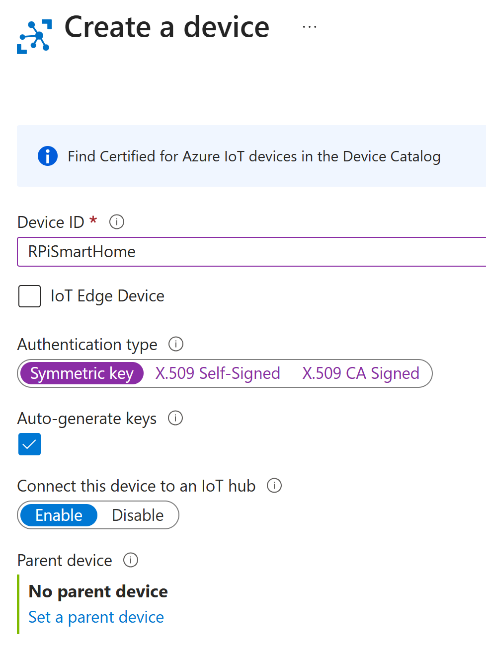 Create a device ...
Find Certified for Azure IoT devices in the Device Catalog
Device ID *
RPiSmartHome
IoT Edge Device
Authentication type
Symmetric key X.509 Self-Signed X.509 CA Signed
Auto-generate keys
Connect this device to an IoT hub
Enable Disable
Parent device
No parent device
Set a parent device